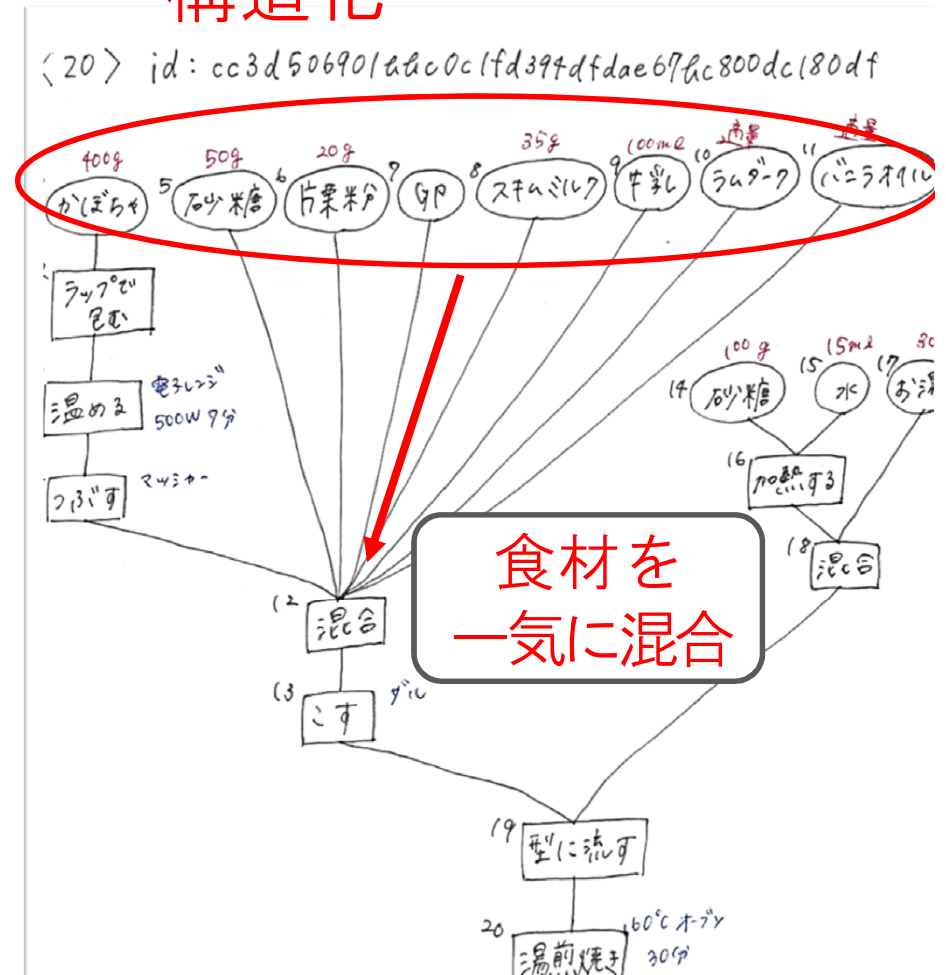 構造化
〈20〉 id:
400g 50g 20g 35g 100ml 適量 適量
かぼちゃ 5 砂糖 6 片栗粉 7 GP 8 スキムミルク 9 牛乳 10 ラムダーク 11 バニラオイル
ラップで
包む
温める 電子レンジ
500W 7分
つぶす マッシャー
100g 15ml 30
14 砂糖 15 水 17 お湯
16 加熱する
18 混合
食材を
一気に混合
12 混合
13 こす ザル
19 型に流す
20 湯煎焼き 160℃ オーブン
30分